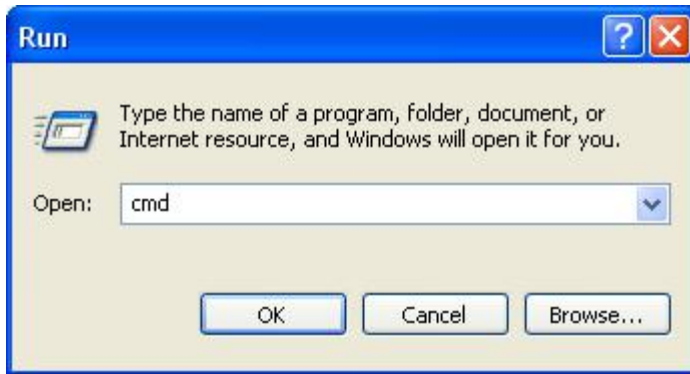 Run
Type the name of a program, folder, document, or
Internet resource, and Windows will open it for you.
Open: cmd
OK Cancel Browse...